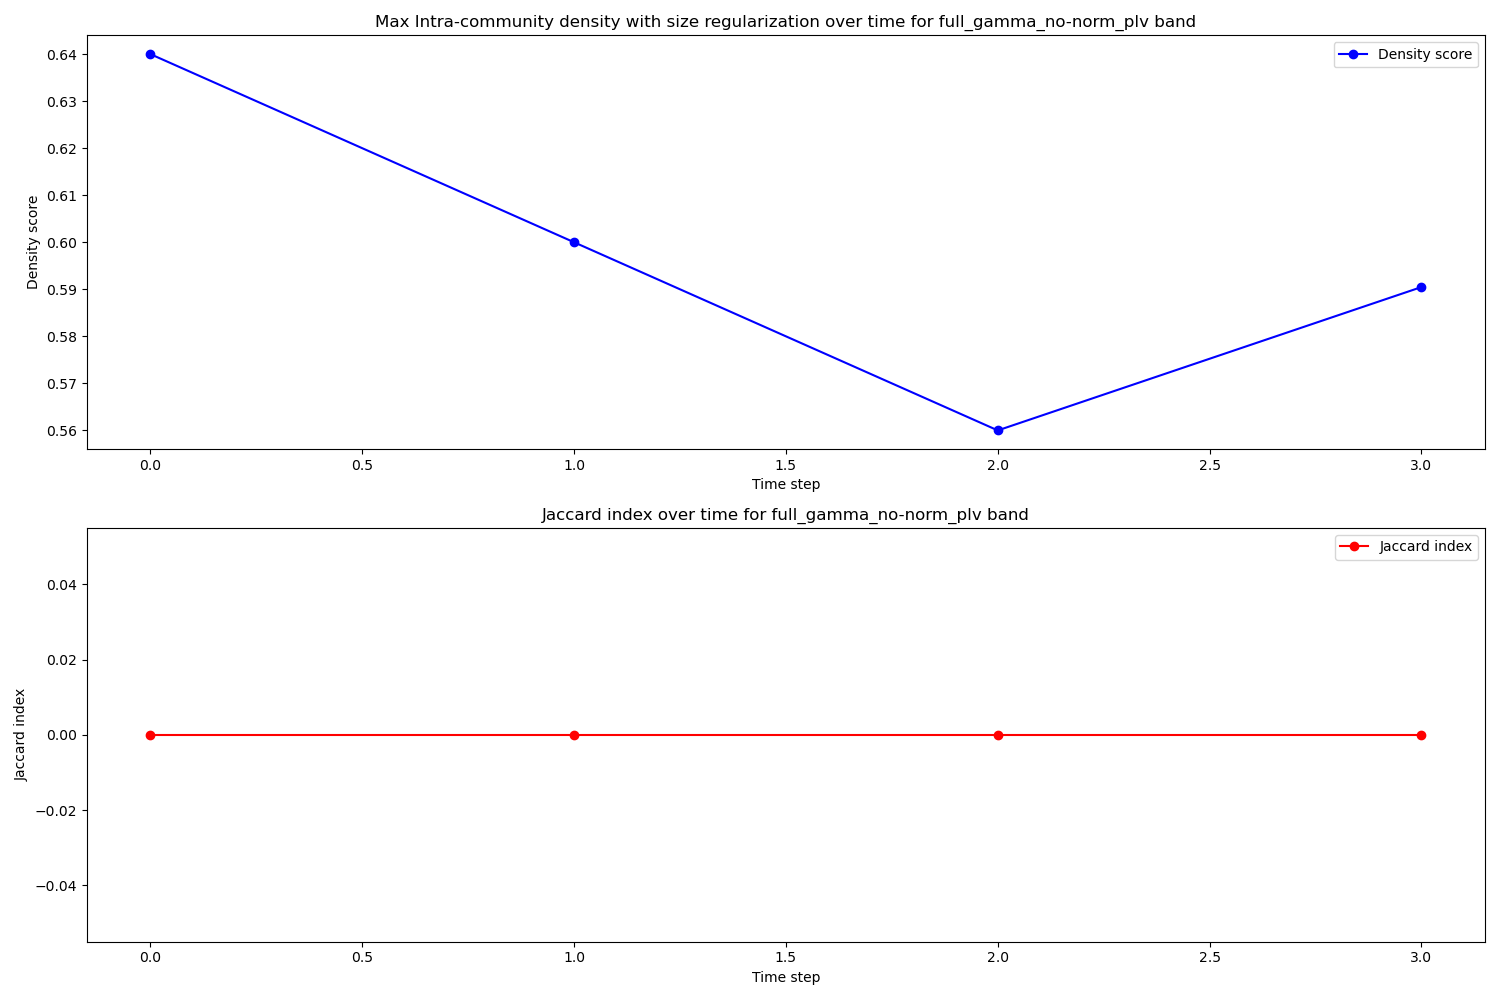 Max Intra-community density with size regularization over time for full_gamma_no-norm_plv band
Density score
0.64
0.63
0.62
0.61
0.60
0.59
0.58
0.57
0.56
Density score
0.0 0.5 1.0 1.5 2.0 2.5 3.0
Time step
Jaccard index over time for full_gamma_no-norm_plv band
Jaccard index
0.04
0.02
0.00
−0.02
−0.04
Jaccard index
0.0 0.5 1.0 1.5 2.0 2.5 3.0
Time step